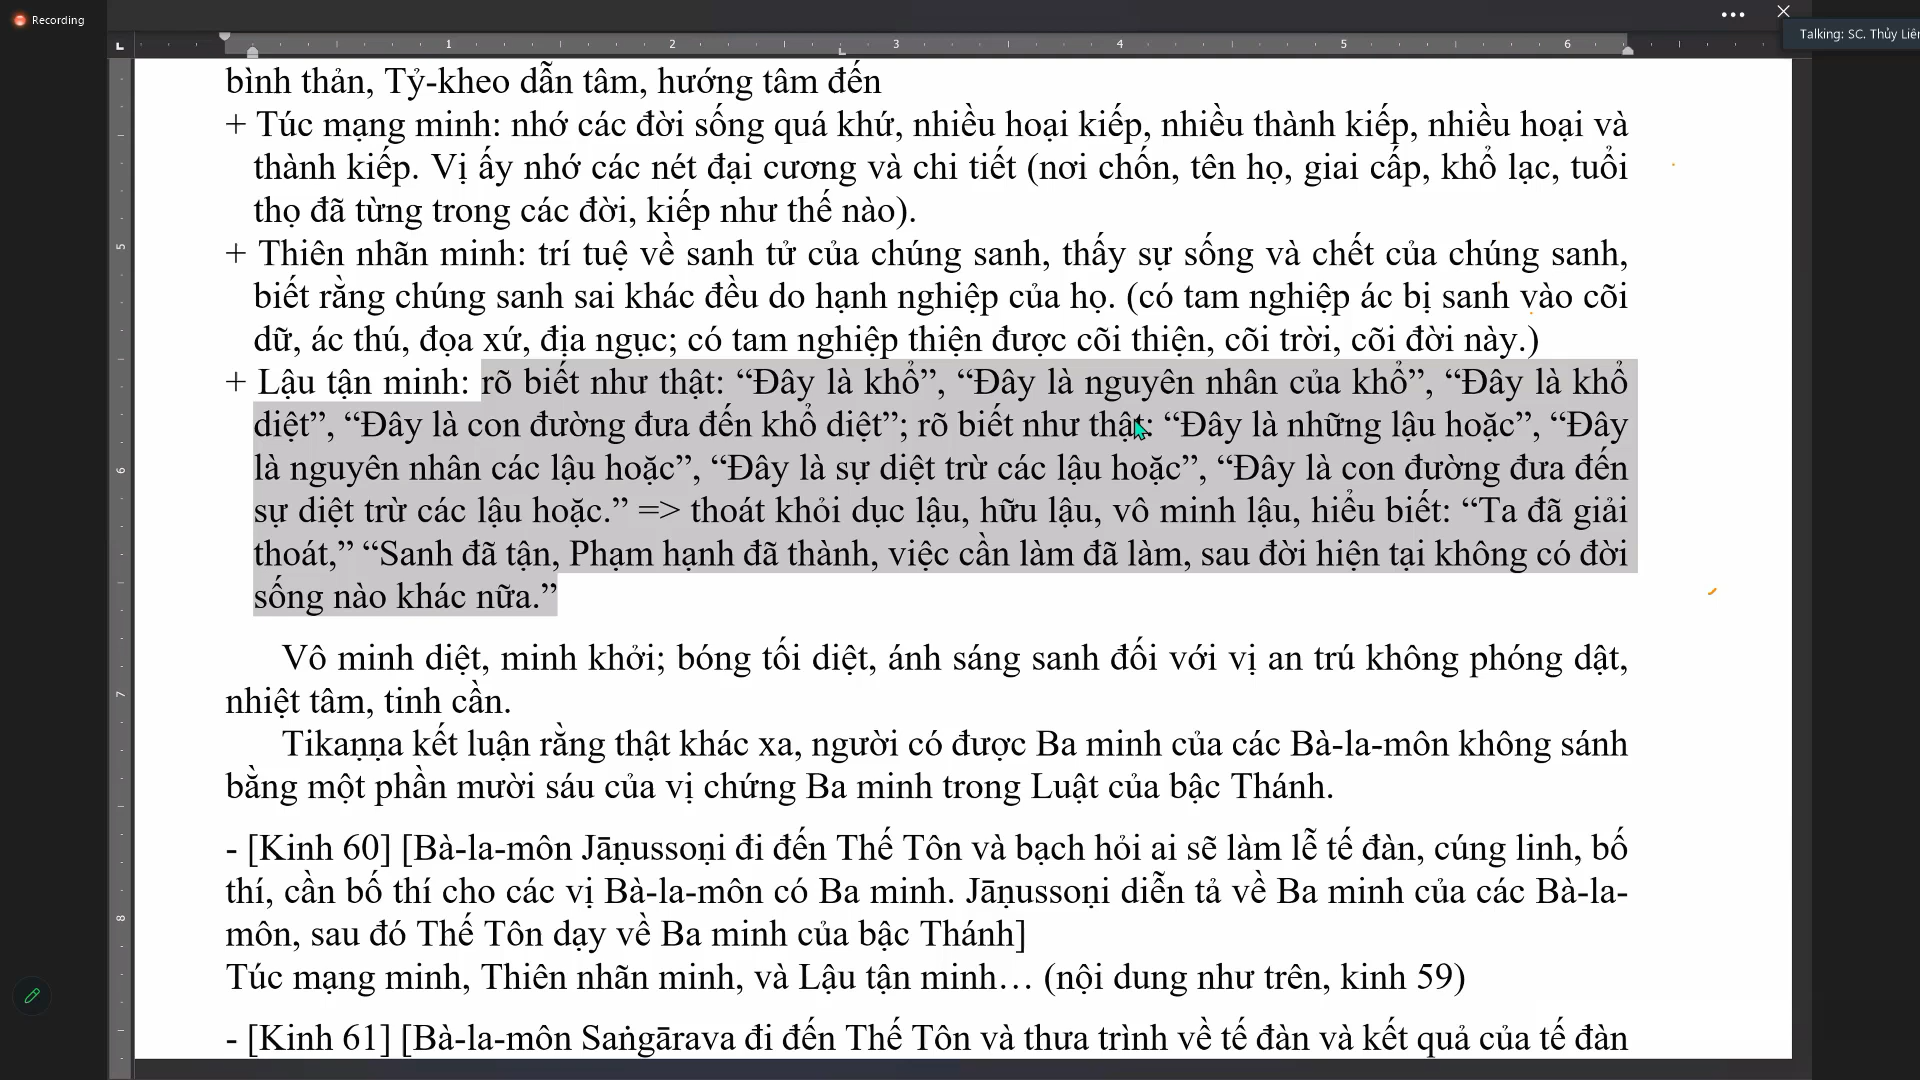 Recording
Talking: SC. Thủy Liê
1 2 3 4 5 6
bình thản, Tỷ-kheo dẫn tâm, hướng tâm đến
+ Túc mạng minh: nhớ các đời sống quá khứ, nhiều hoại kiếp, nhiều thành kiếp, nhiều hoại và
thành kiếp. Vị ấy nhớ các nét đại cương và chi tiết (nơi chốn, tên họ, giai cấp, khổ lạc, tuổi
thọ đã từng trong các đời, kiếp như thế nào).
5
+ Thiên nhãn minh: trí tuệ về sanh tử của chúng sanh, thấy sự sống và chết của chúng sanh,
biết rằng chúng sanh sai khác đều do hạnh nghiệp của họ. (có tam nghiệp ác bị sanh vào cõi
dữ, ác thú, đọa xứ, địa ngục; có tam nghiệp thiện được cõi thiện, cõi trời, cõi đời này.)
+ Lậu tận minh: rõ biết như thật: “Đây là khổ”, “Đây là nguyên nhân của khổ”, “Đây là khổ
diệt”, “Đây là con đường đưa đến khổ diệt”; rõ biết như thật: “Đây là những lậu hoặc”, “Đây
6
là nguyên nhân các lậu hoặc”, “Đây là sự diệt trừ các lậu hoặc”, “Đây là con đường đưa đến
sự diệt trừ các lậu hoặc.” => thoát khỏi dục lậu, hữu lậu, vô minh lậu, hiểu biết: “Ta đã giải
thoát,” “Sanh đã tận, Phạm hạnh đã thành, việc cần làm đã làm, sau đời hiện tại không có đời
sống nào khác nữa.”
Vô minh diệt, minh khởi; bóng tối diệt, ánh sáng sanh đối với vị an trú không phóng dật,
7
nhiệt tâm, tinh cần.
Tikaṇṇa kết luận rằng thật khác xa, người có được Ba minh của các Bà-la-môn không sánh
bằng một phần mười sáu của vị chứng Ba minh trong Luật của bậc Thánh.
- [Kinh 60] [Bà-la-môn Jāṇussoṇi đi đến Thế Tôn và bạch hỏi ai sẽ làm lễ tế đàn, cúng linh, bố
thí, cần bố thí cho các vị Bà-la-môn có Ba minh. Jāṇussoṇi diễn tả về Ba minh của các Bà-la-
8
môn, sau đó Thế Tôn dạy về Ba minh của bậc Thánh]
Túc mạng minh, Thiên nhãn minh, và Lậu tận minh… (nội dung như trên, kinh 59)
- [Kinh 61] [Bà-la-môn Saṅgārava đi đến Thế Tôn và thưa trình về tế đàn và kết quả của tế đàn